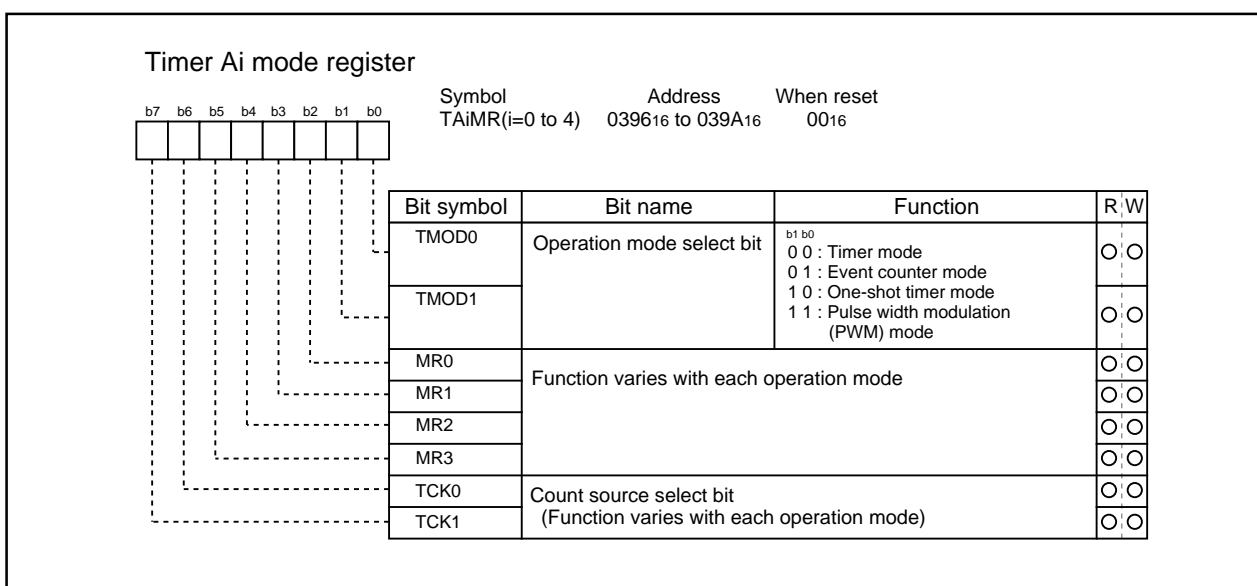 Timer Ai mode register
Symbol Address When reset
TAiMR(i=0 to 4) 039616 to 039A16 0016
b7 b6 b5 b4 b3 b2 b1 b0
Bit symbol Bit name Function R W
TMOD0 Operation mode select bit b1 b0
0 0 : Timer mode
0 1 : Event counter mode
TMOD1 1 0 : One-shot timer mode
1 1 : Pulse width modulation
(PWM) mode
MR0 Function varies with each operation mode
MR1
MR2
MR3
TCK0 Count source select bit
TCK1 (Function varies with each operation mode)